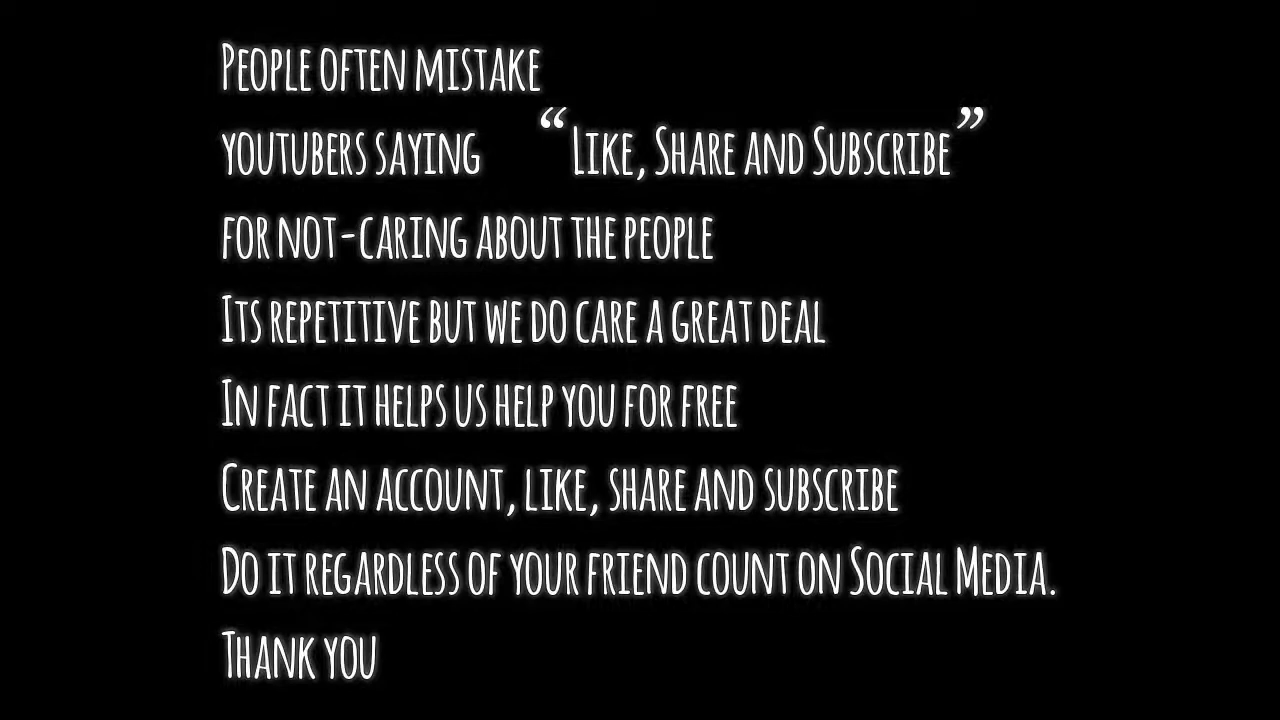 People often mistake
youtubers saying “Like, Share and Subscribe”
for not-caring about the people
Its repetitive but we do care a great deal
In fact it helps us help you for free
Create an account, like, share and subscribe
Do it regardless of your friend count on Social Media.
Thank you